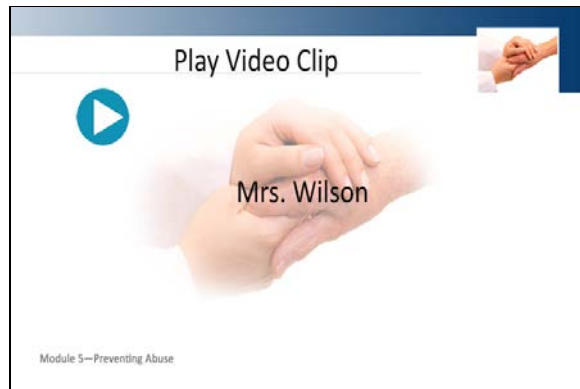 Play Video Clip
Mrs. Wilson
Module 5—Preventing Abuse